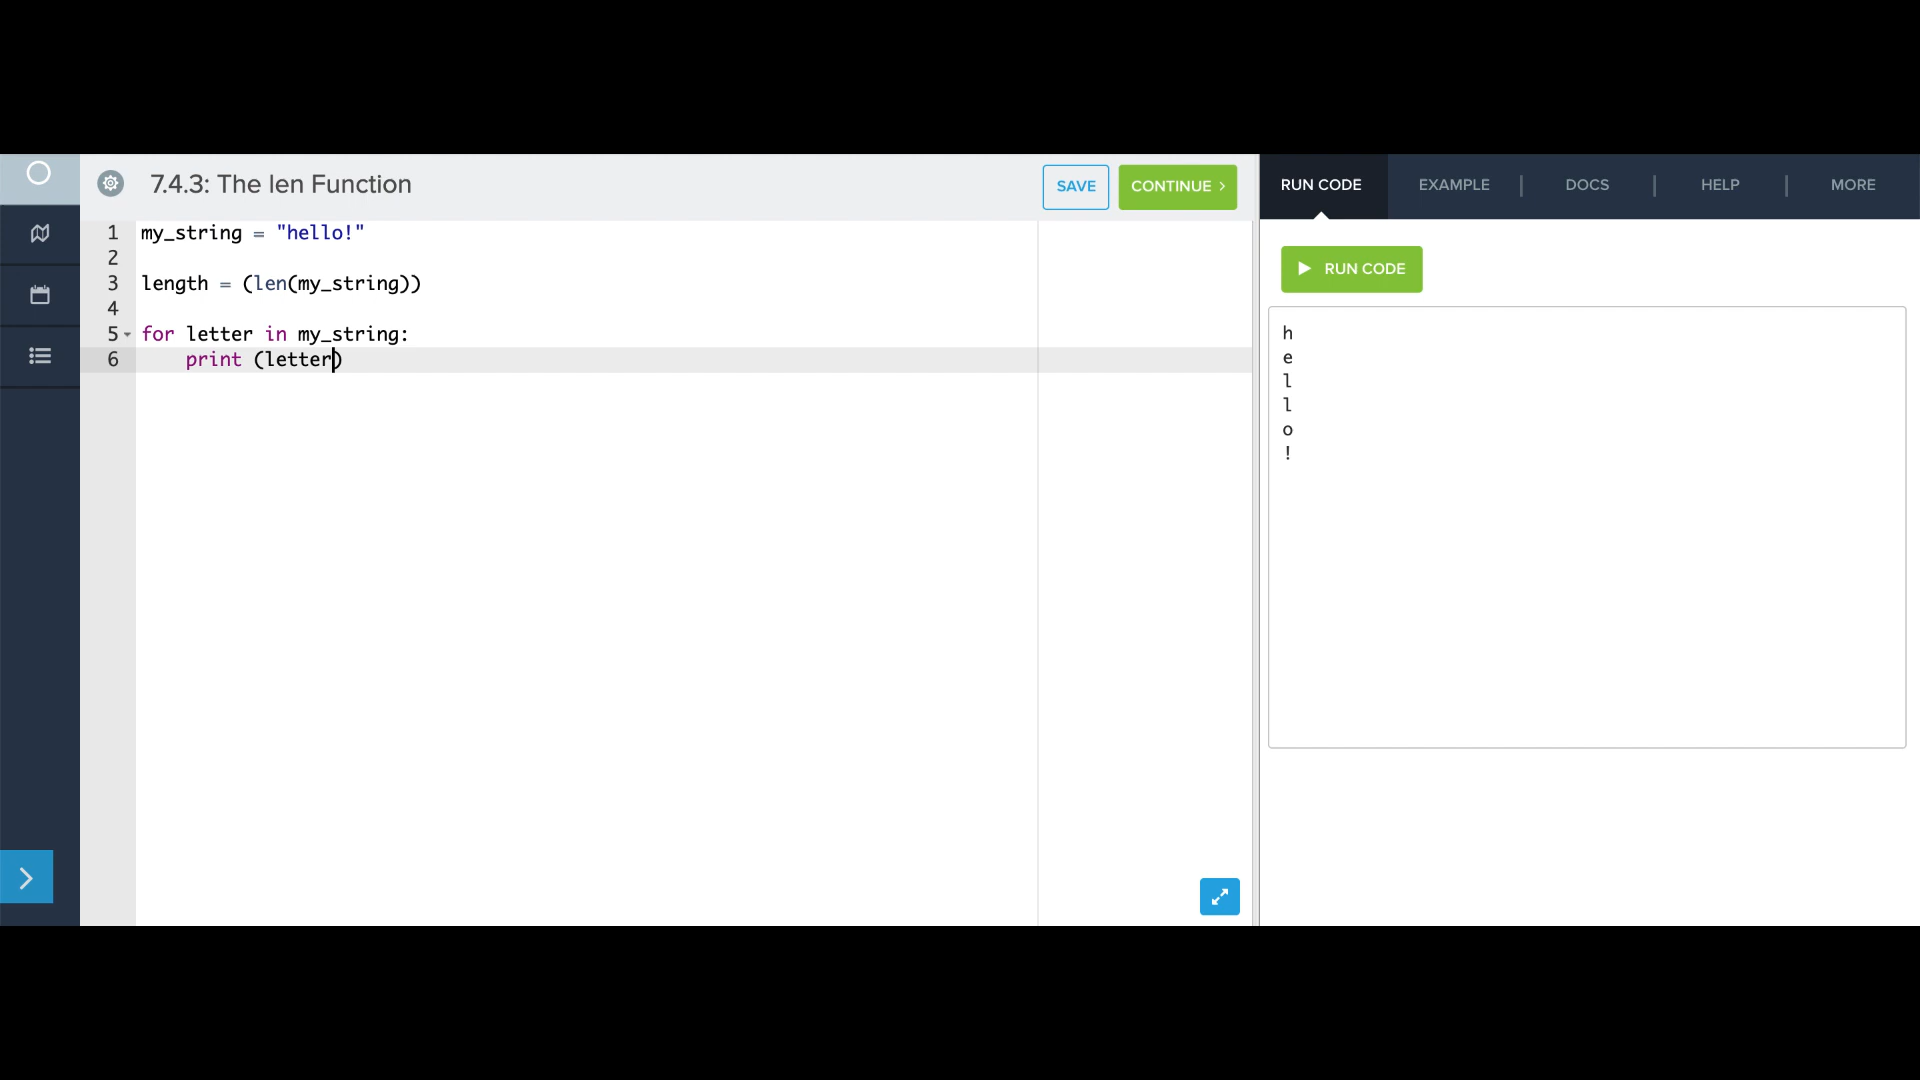 7.4.3: The len Function
SAVE
CONTINUE >
RUN CODE
EXAMPLE
DOCS
HELP
MORE
1 my_string = "hello!"
2
3 length = (len(my_string))
4
5 for letter in my_string:
6     print (letter)
RUN CODE
h
e
l
l
o
!